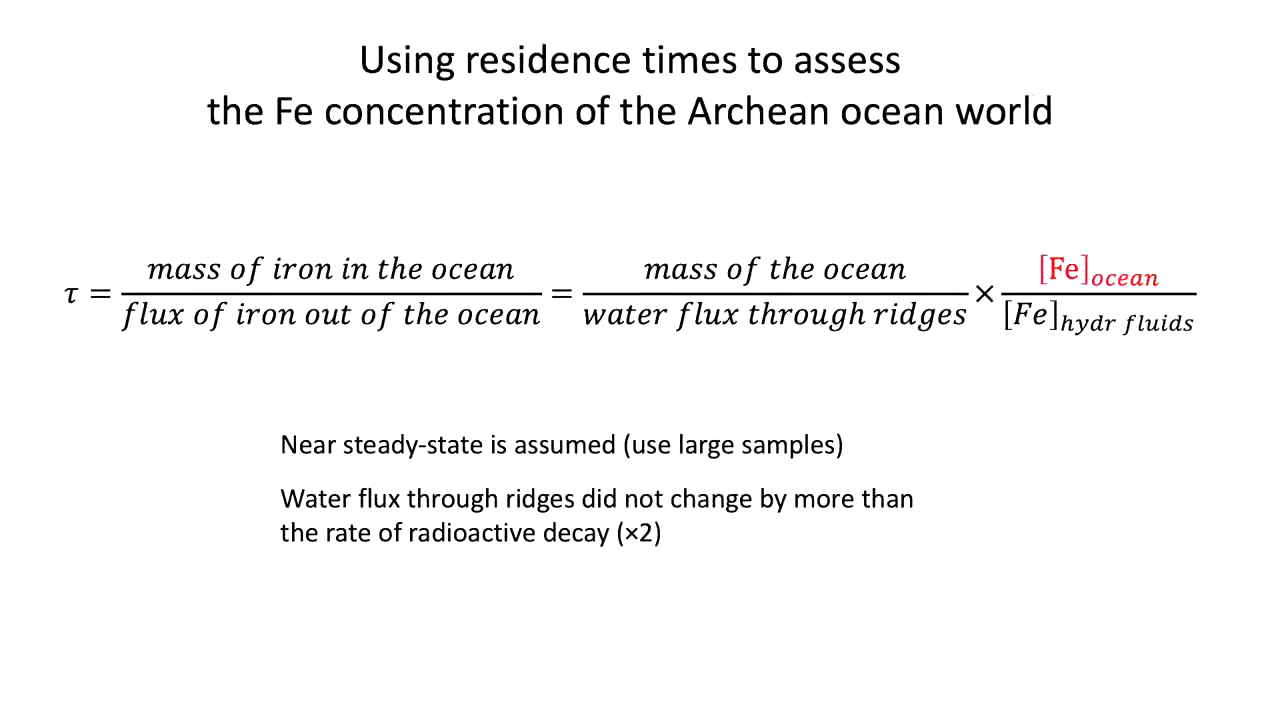 Using residence times to assess
the Fe concentration of the Archean ocean world
τ = mass of iron in the ocean / flux of iron out of the ocean = mass of the ocean / water flux through ridges × [Fe]ocean / [Fe]hydr fluids
Near steady-state is assumed (use large samples)
Water flux through ridges did not change by more than
the rate of radioactive decay (×2)